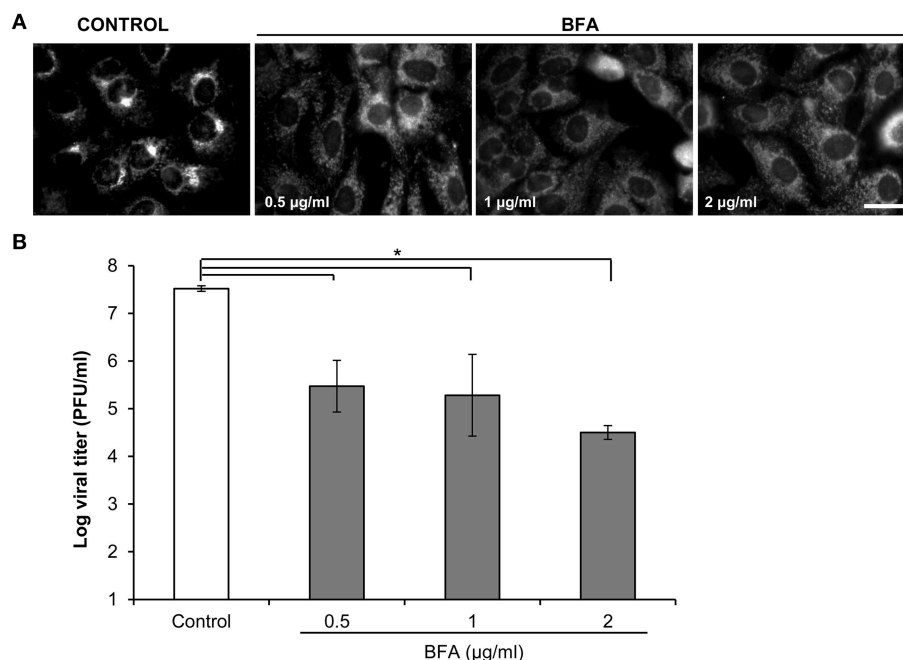 A
CONTROL
BFA
0.5 µg/ml
1 µg/ml
2 µg/ml
B
*
8
7
6
5
4
3
2
1
Log viral titer (PFU/ml)
Control
0.5
1
2
BFA (µg/ml)